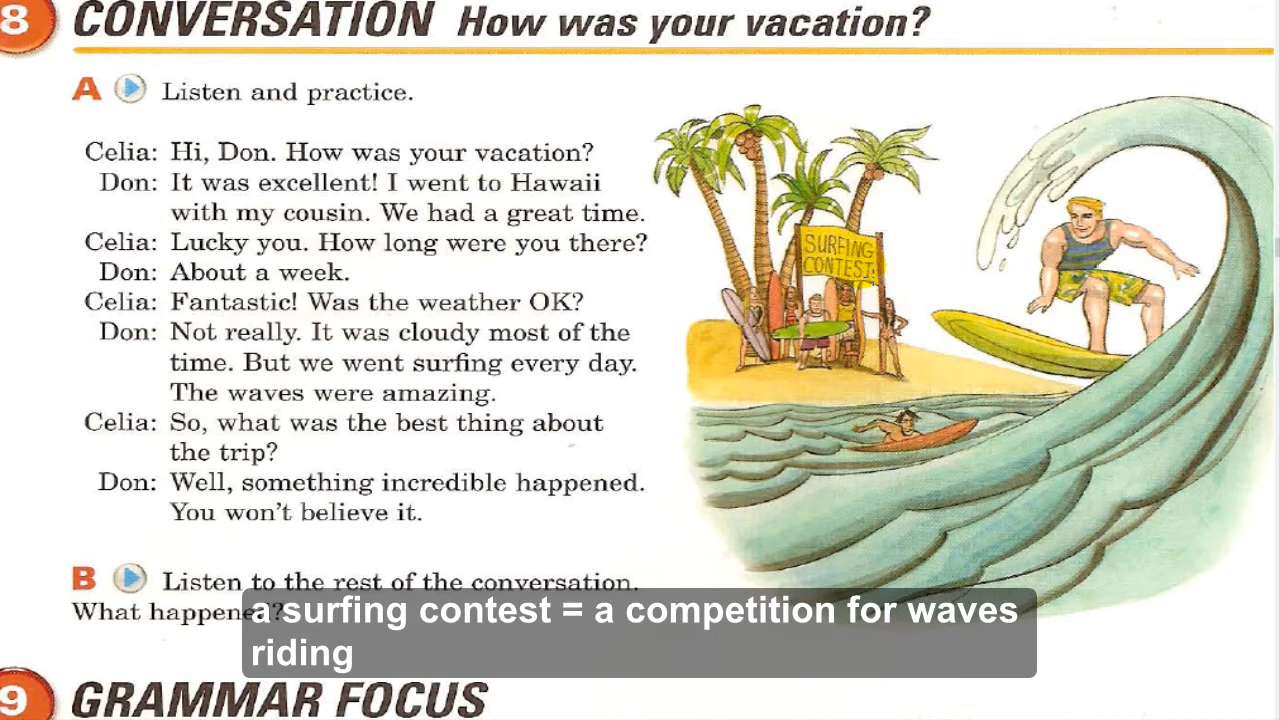 8 CONVERSATION How was your vacation?
A Listen and practice.
Celia: Hi, Don. How was your vacation?
Don: It was excellent! I went to Hawaii
with my cousin. We had a great time.
Celia: Lucky you. How long were you there?
Don: About a week.
Celia: Fantastic! Was the weather OK?
Don: Not really. It was cloudy most of the
time. But we went surfing every day.
The waves were amazing.
Celia: So, what was the best thing about
the trip?
Don: Well, something incredible happened.
You won't believe it.
SURFING
CONTEST!
B Listen to the rest of the conversation.
What happened?
a surfing contest = a competition for waves
riding
9 GRAMMAR FOCUS